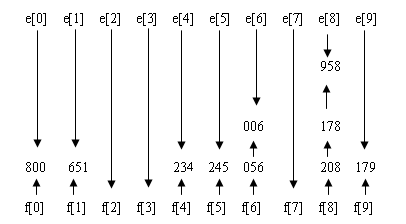 e[0] e[1] e[2] e[3] e[4] e[5] e[6] e[7] e[8] e[9]
958
006 178
800 651 234 245 056 208 179
f[0] f[1] f[2] f[3] f[4] f[5] f[6] f[7] f[8] f[9]